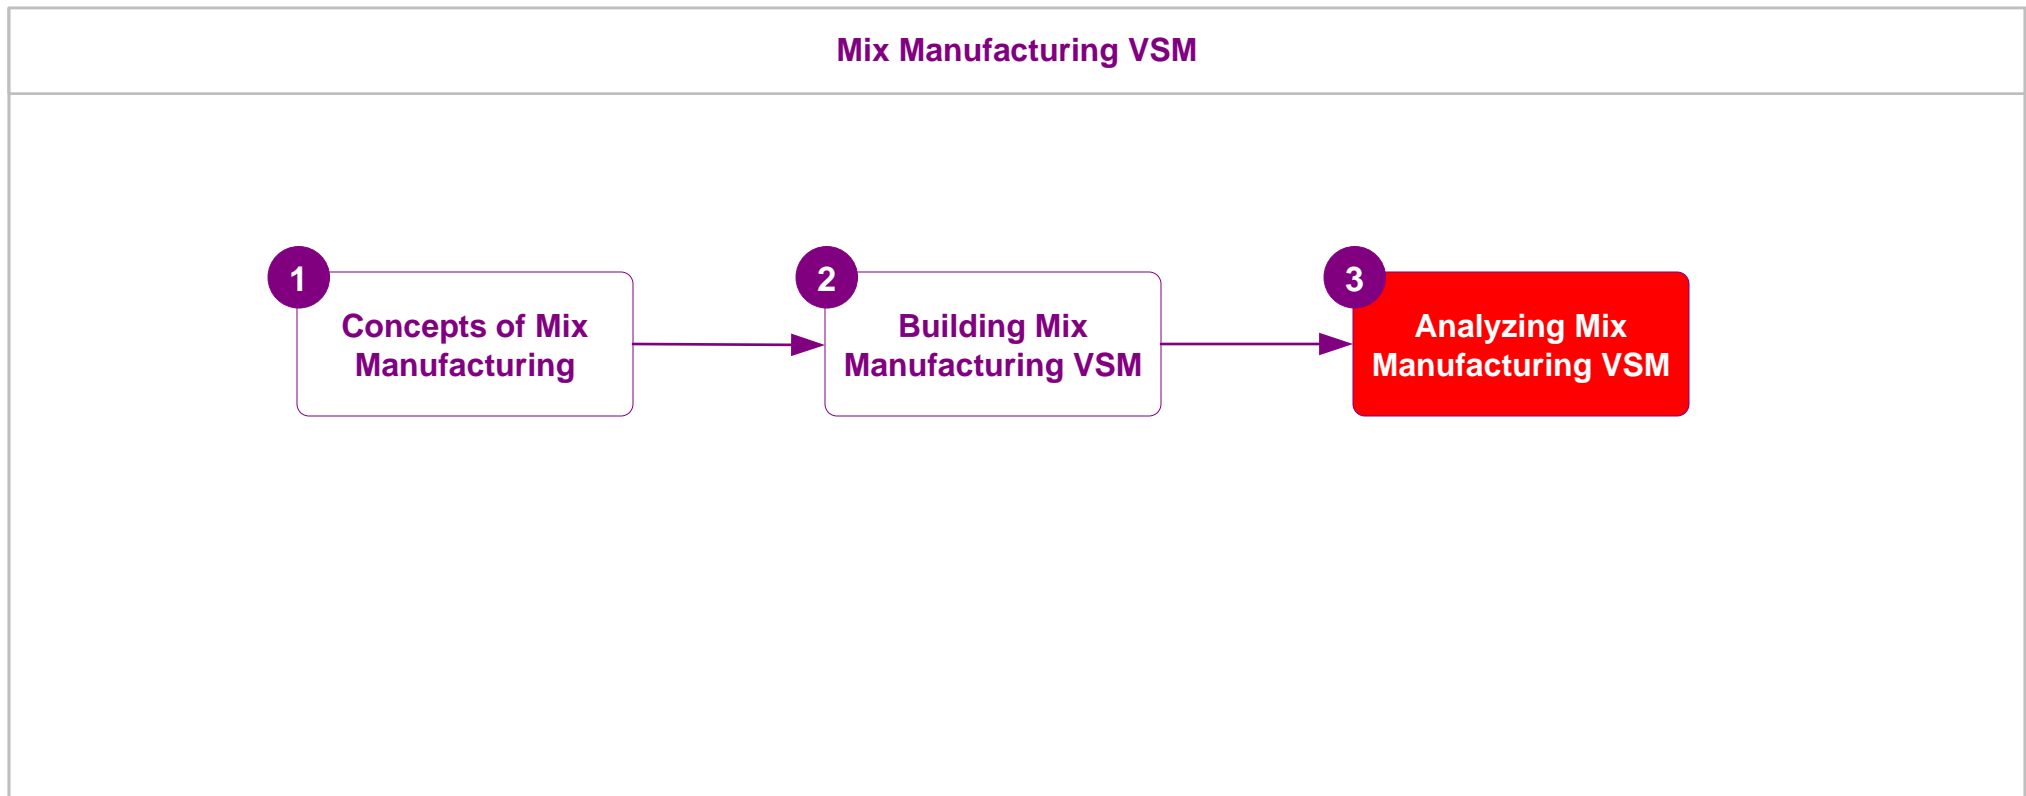 Mix Manufacturing VSM
1
Concepts of Mix
Manufacturing
2
Building Mix
Manufacturing VSM
3
Analyzing Mix
Manufacturing VSM